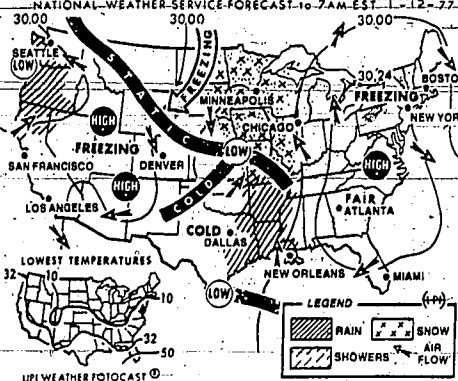 NATIONAL WEATHER SERVICE FORECAST to 7AM EST 1-12-77
30.00 30.00 30.00
SEATTLE
(LOW)
FREEZING
30.24
BOSTON
MINNEAPOLIS
FREEZING
NEW YORK
STATIC
CHICAGO
HIGH
FREEZING
LOW
HIGH
SAN FRANCISCO
DENVER
HIGH
COLD
FAIR
LOS ANGELES
ATLANTA
COLD
DALLAS
LOWEST TEMPERATURES
NEW ORLEANS
32 10
LOW
MIAMI
10
LEGEND
(UPI)
RAIN
SNOW
32
SHOWERS
AIR
FLOW
50
UPI WEATHER FOTOCAST ®